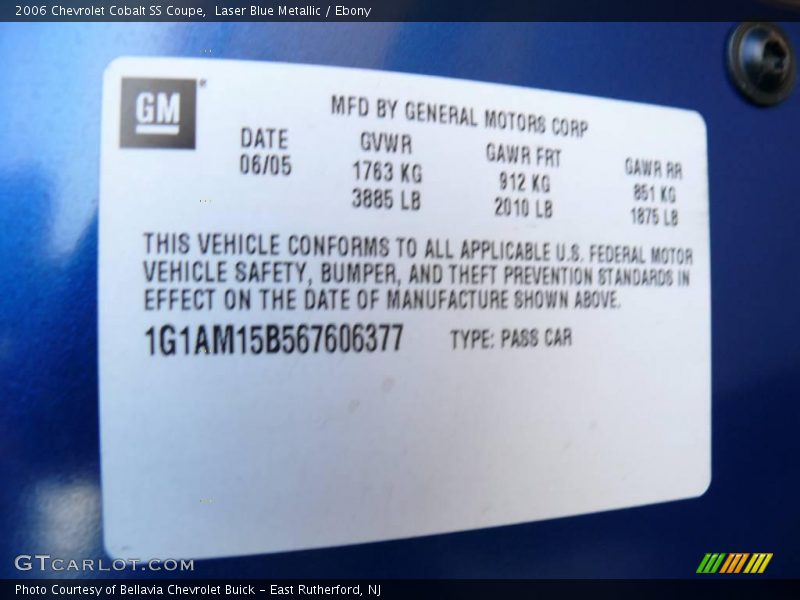 2006 Chevrolet Cobalt SS Coupe,  Laser Blue Metallic / Ebony
GM
MFD BY GENERAL MOTORS CORP
DATE GVWR GAWR FRT GAWR RR
06/05 1763 KG 912 KG 851 KG
3885 LB 2010 LB 1875 LB
THIS VEHICLE CONFORMS TO ALL APPLICABLE U.S. FEDERAL MOTOR
VEHICLE SAFETY, BUMPER, AND THEFT PREVENTION STANDARDS IN
EFFECT ON THE DATE OF MANUFACTURE SHOWN ABOVE.
1G1AM15B567606377 TYPE: PASS CAR
GTCARLOT.COM
Photo Courtesy of Bellavia Chevrolet Buick – East Rutherford, NJ